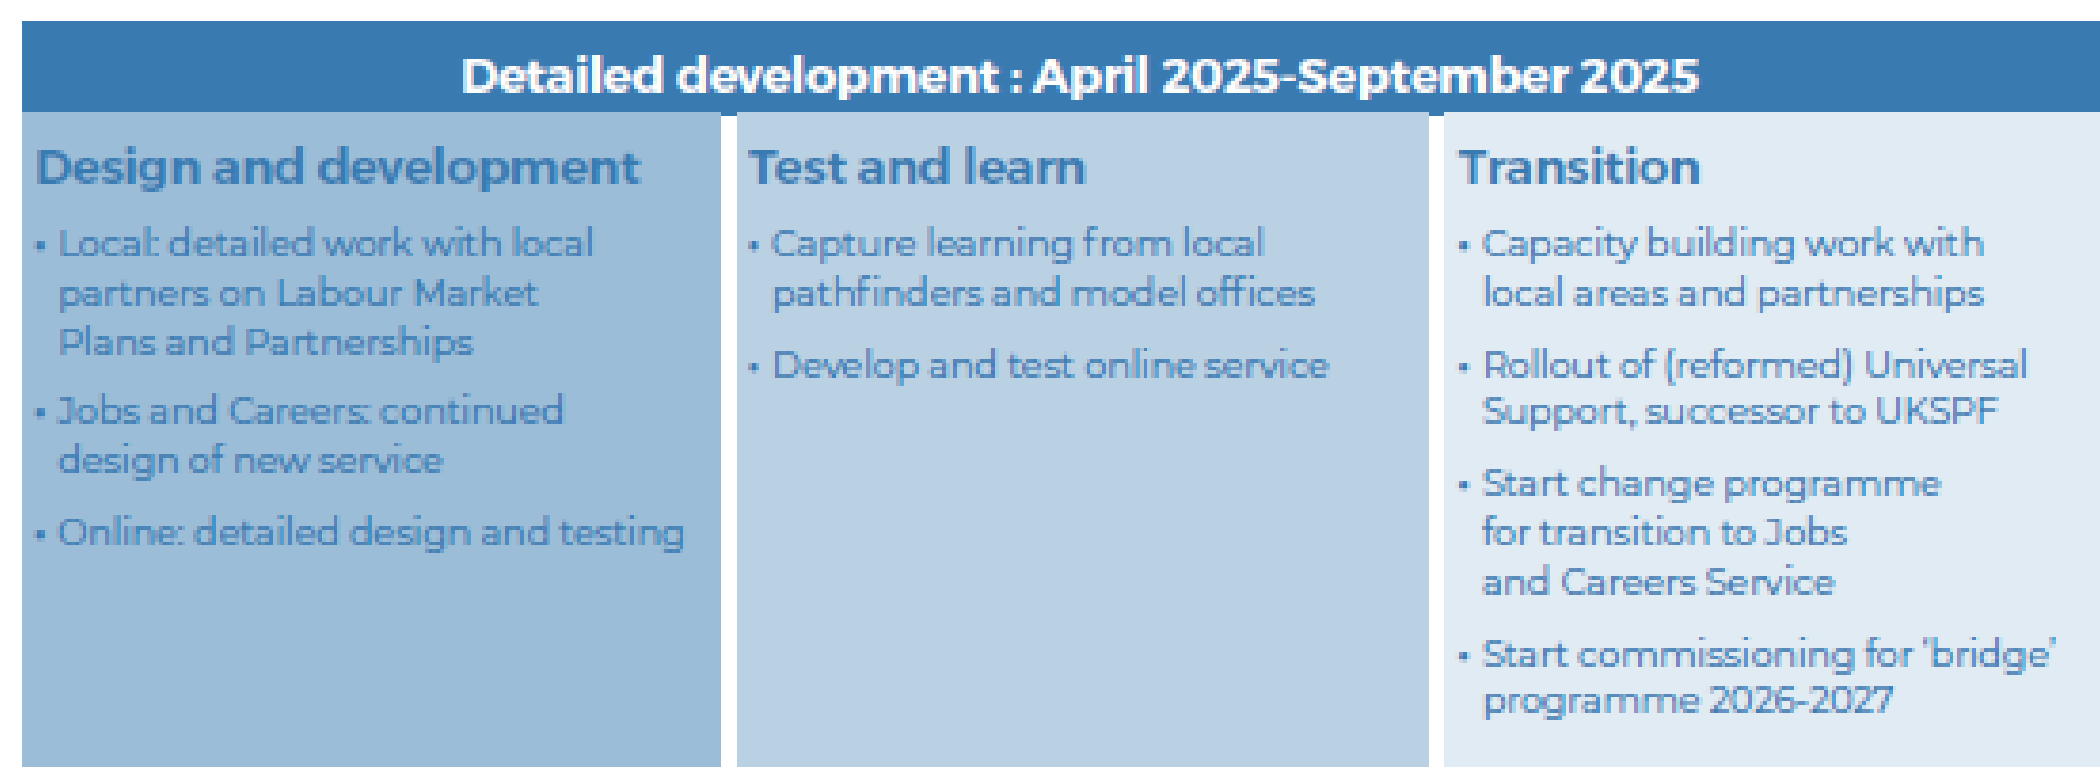 Detailed development : April 2025-September 2025
Design and development
• Local: detailed work with local
partners on Labour Market
Plans and Partnerships
• Jobs and Careers: continued
design of new service
• Online: detailed design and testing
Test and learn
• Capture learning from local
pathfinders and model offices
• Develop and test online service
Transition
• Capacity building work with
local areas and partnerships
• Rollout of (reformed) Universal
Support, successor to UKSPF
• Start change programme
for transition to Jobs
and Careers Service
• Start commissioning for 'bridge'
programme 2026-2027